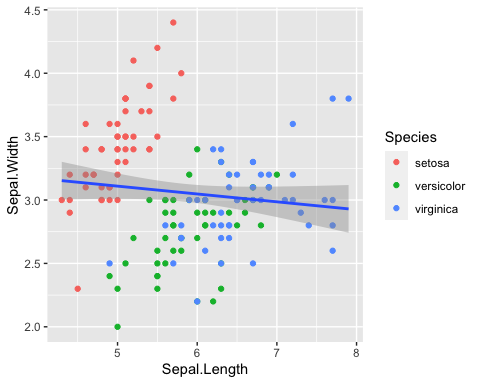 4.5
4.0
3.5
3.0
2.5
2.0
Sepal.Width
5
6
7
8
Sepal.Length
Species
setosa
versicolor
virginica